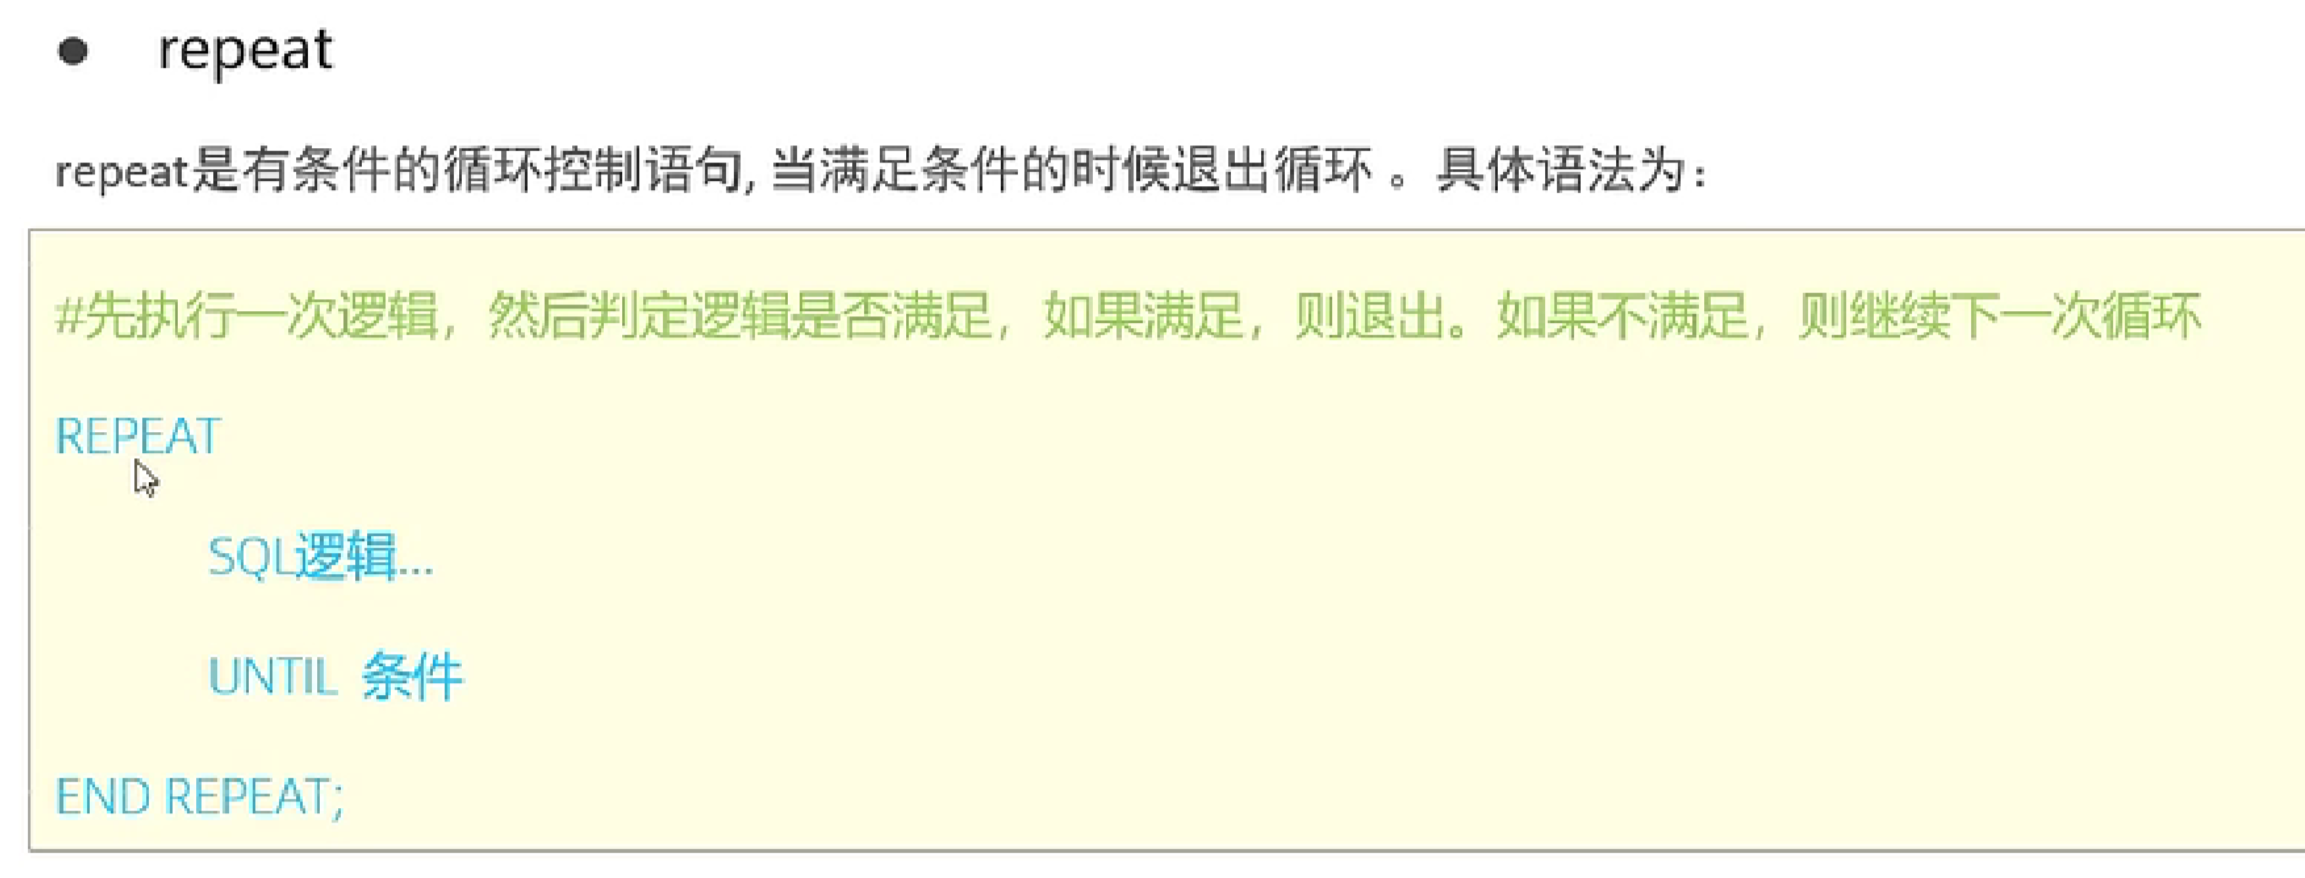 ● repeat
repeat是有条件的循环控制语句, 当满足条件的时候退出循环 。具体语法为：
#先执行一次逻辑，然后判定逻辑是否满足，如果满足，则退出。如果不满足，则继续下一次循环
REPEAT
SQL逻辑...
UNTIL 条件
END REPEAT;